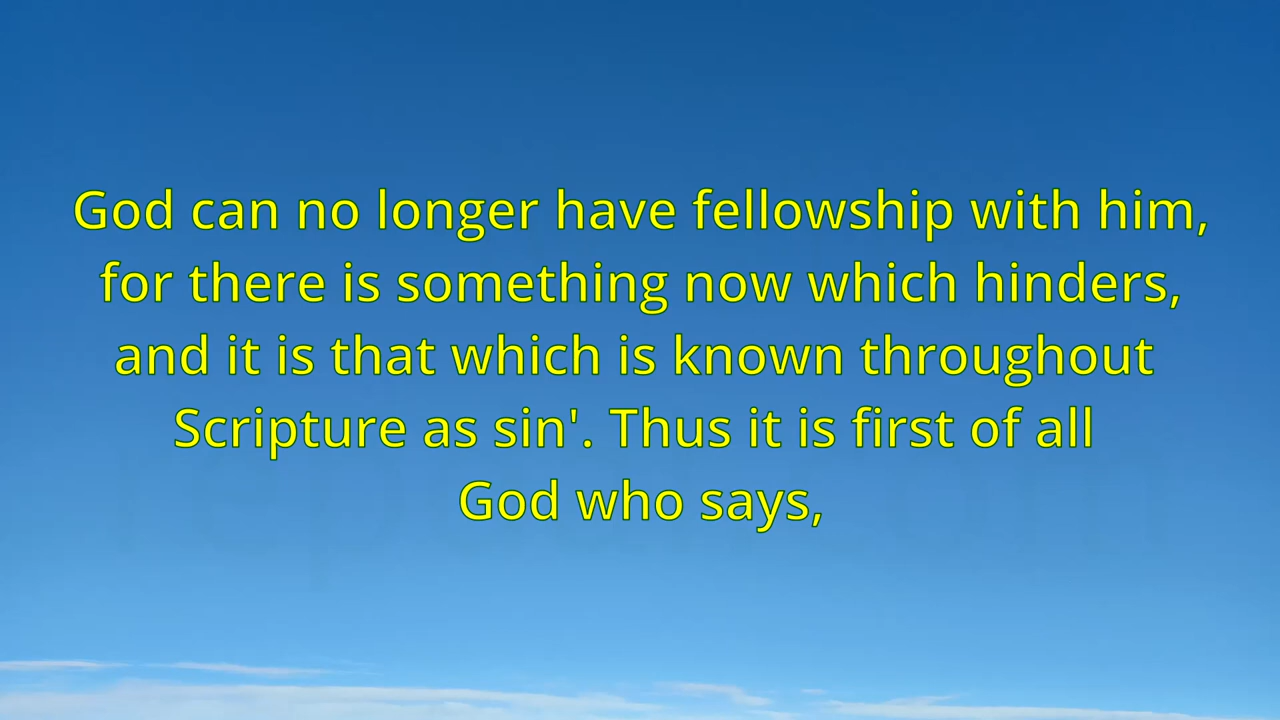 God can no longer have fellowship with him,
for there is something now which hinders,
and it is that which is known throughout
Scripture as sin'. Thus it is first of all
God who says,